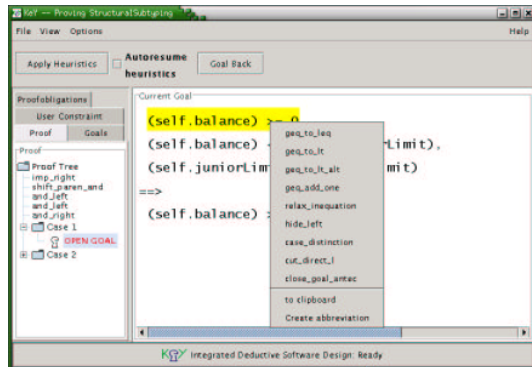 KeY -- Proving StructuralSubtyping
File View Options Help
Apply Heuristics
Autoresume heuristics
Goal Back
Proofobligations
User Constraint
Proof Goals
Proof
Proof Tree
imp_right
shift_paren_and
and_left
and_left
and_right
Case 1
OPEN GOAL
Case 2
Current Goal
(self.balance) >= 0
(self.balance) rLimit),
(self.juniorLim mit)
==>
(self.balance)
geq_to_leq
geq_to_lt
geq_to_lt_alt
geq_add_one
relax_inequation
hide_left
case_distinction
cut_direct_l
close_goal_antec
to clipboard
Create abbreviation
KeY Integrated Deductive Software Design: Ready